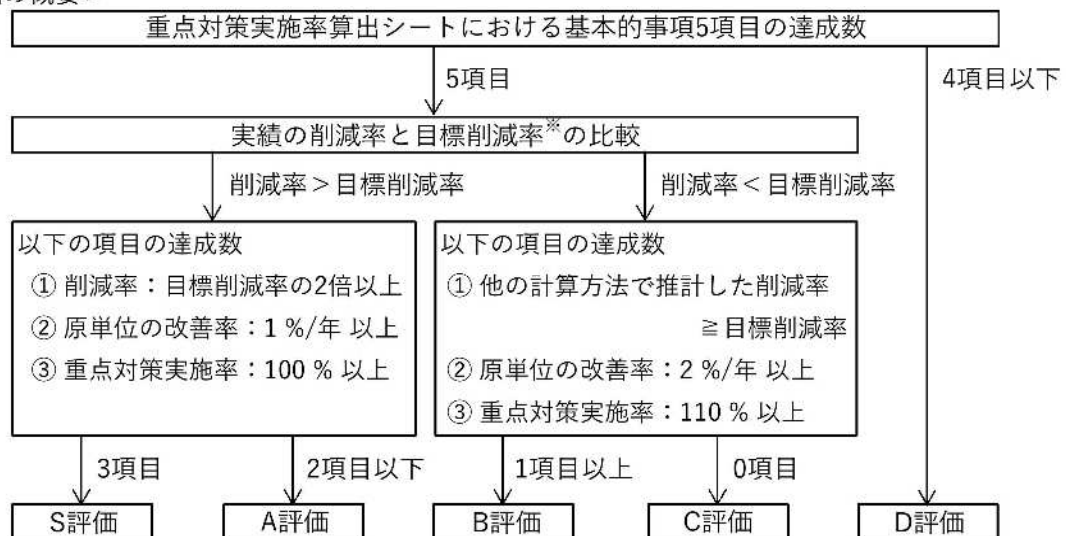 重点対策実施率算出シートにおける基本的事項5項目の達成数
5項目
4項目以下
実績の削減率と目標削減率※の比較
削減率＞目標削減率
削減率＜目標削減率
以下の項目の達成数
① 削減率：目標削減率の2倍以上
② 原単位の改善率：1 %/年 以上
③ 重点対策実施率：100 % 以上
以下の項目の達成数
① 他の計算方法で推計した削減率
≧目標削減率
② 原単位の改善率：2 %/年 以上
③ 重点対策実施率：110 % 以上
3項目
2項目以下
1項目以上
0項目
S評価
A評価
B評価
C評価
D評価